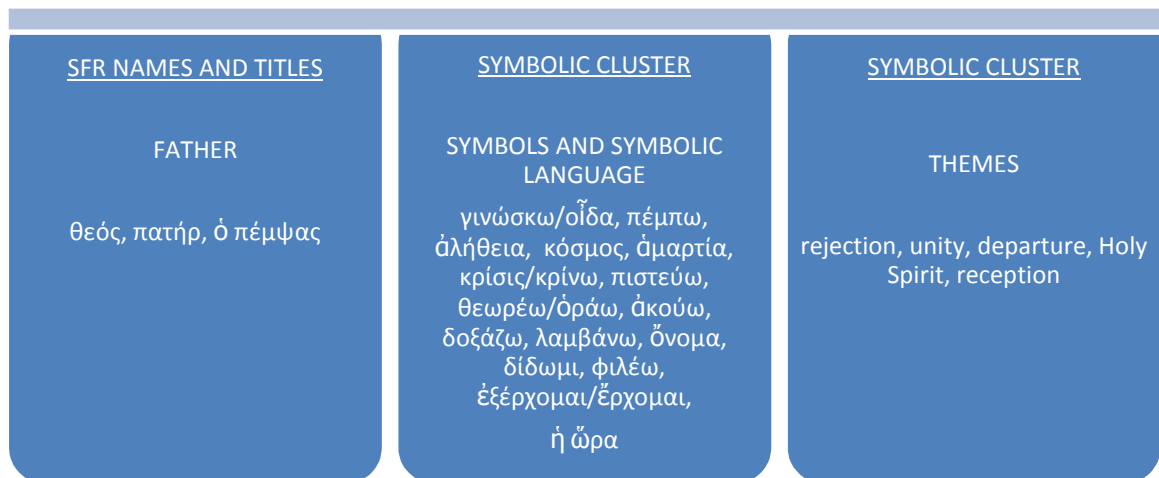 SFR NAMES AND TITLES
FATHER
θεός, πατήρ, ὁ πέμψας
SYMBOLIC CLUSTER
SYMBOLS AND SYMBOLIC
LANGUAGE
γινώσκω/οἶδα, πέμπω,
ἀλήθεια, κόσμος, ἁμαρτία,
κρίσις/κρίνω, πιστεύω,
θεωρέω/ὁράω, ἀκούω,
δοξάζω, λαμβάνω, ὄνομα,
δίδωμι, φιλέω,
ἐξέρχομαι/ἔρχομαι,
ἡ ὥρα
SYMBOLIC CLUSTER
THEMES
rejection, unity, departure, Holy
Spirit, reception